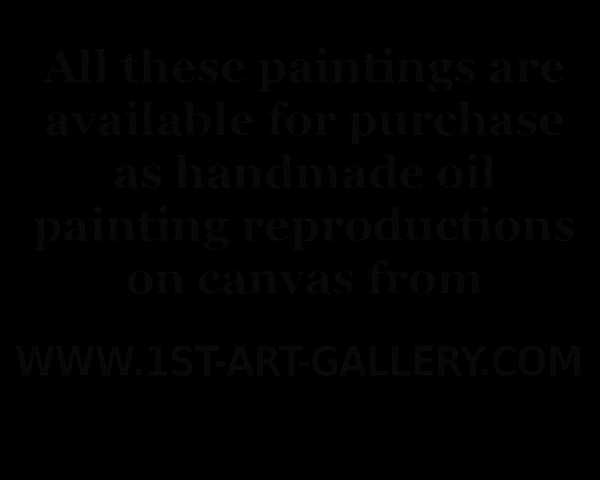 All these paintings are
available for purchase
as handmade oil
painting reproductions
on canvas from
WWW.1ST-ART-GALLERY.COM